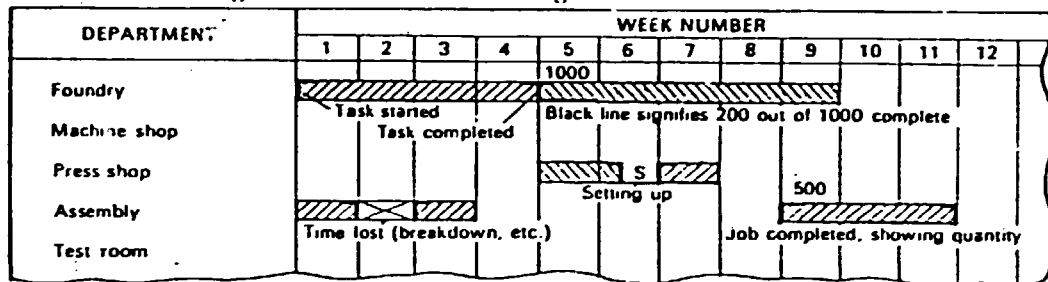 DEPARTMENT
WEEK NUMBER
1 2 3 4 5 6 7 8 9 10 11 12
1000
Foundry
Task started
Task completed
Black line signifies 200 out of 1000 complete
Machine shop
Press shop
S
Setting up
500
Assembly
Time lost (breakdown, etc.)
Job completed, showing quantity
Test room